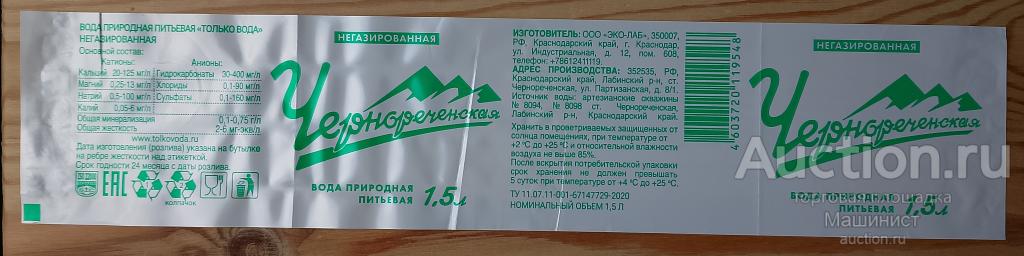 ВОДА ПРИРОДНАЯ ПИТЬЕВАЯ «ТОЛЬКО ВОДА»
НЕГАЗИРОВАННАЯ
Основной состав:
Катионы: Анионы:
Кальций 20-125 мг/л Гидрокарбонаты 30-400 мг/л
Магний 0,25-13 мг/л Хлориды 0,1-90 мг/л
Натрий 0,5-100 мг/л Сульфаты 0,1-160 мг/л
Калий 0,05-6 мг/л
Общая минерализация 0,1-0,75 г/л
Общая жесткость 2-6 мг-экв/л
www.tolkovoda.ru
Дата изготовления (розлива) указана на бутылке
на ребре жесткости над этикеткой.
Срок годности 24 месяца с даты розлива.
ЕАС
колпачок
НЕГАЗИРОВАННАЯ
Чернореченская
ВОДА ПРИРОДНАЯ
ПИТЬЕВАЯ 1,5л
ИЗГОТОВИТЕЛЬ: ООО «ЭКО-ЛАБ», 350007,
РФ, Краснодарский край, г. Краснодар,
ул. Индустриальная, д. 12, пом. 608,
телефон: +78612411119.
АДРЕС ПРОИЗВОДСТВА: 352535, РФ,
Краснодарский край, Лабинский р-н, ст.
Чернореченская, ул. Партизанская, д. 8/1.
Источник воды: артезианские скважины
№ 8094, № 8098 ст. Чернореченская,
Лабинский р-н, Краснодарский край.
Хранить в проветриваемых защищенных от
солнца помещениях, при температуре от
+2 °С до +25 °С и относительной влажности
воздуха не выше 85%.
После вскрытия потребительской упаковки
срок хранения не должен превышать
5 суток при температуре от +4 °С до +25 °С.
ТУ 11.07.11-001-67147729-2020
НОМИНАЛЬНЫЙ ОБЪЕМ 1,5 Л
4 603720 119548
НЕГАЗИРОВАННАЯ
Чернореченская
ВОДА ПРИРОДНАЯ
ПИТЬЕВАЯ 1,5л
Auction.ru
Торговая площадка
Машинист
auction.ru